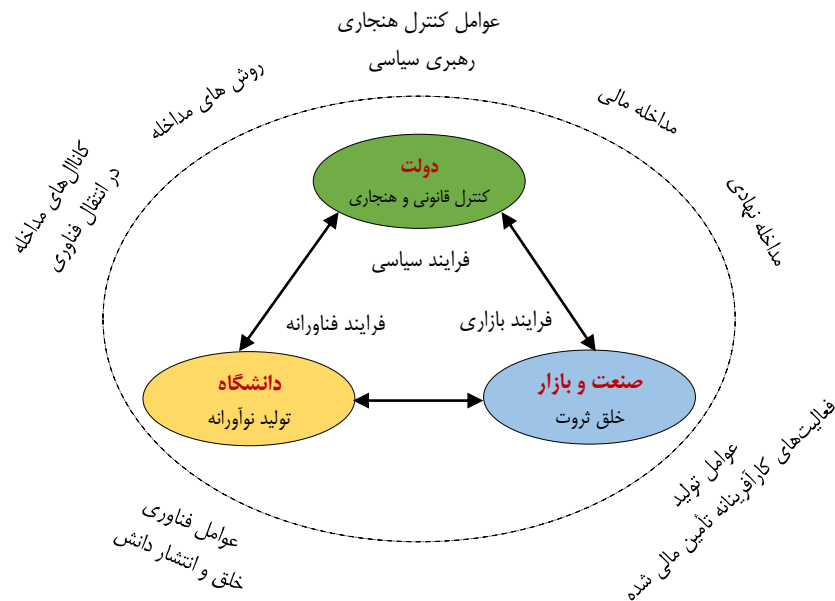 عوامل کنترل هنجاری
رهبری سیاسی
روش های مداخله
مداخله مالی
کانالل‌های مداخله
در انتقال فناوری
مداخله نهادی
دولت
کنترل قانونی و هنجاری
فرایند سیاسی
فرایند بازاری
فرایند فناورانه
صنعت و بازار
خلق ثروت
دانشگاه
تولید نوآورانه
عوامل تولید
فعالیت‌های کارآفرینانه تأمین مالی شده
عوامل فناوری
خلق و انتشار دانش